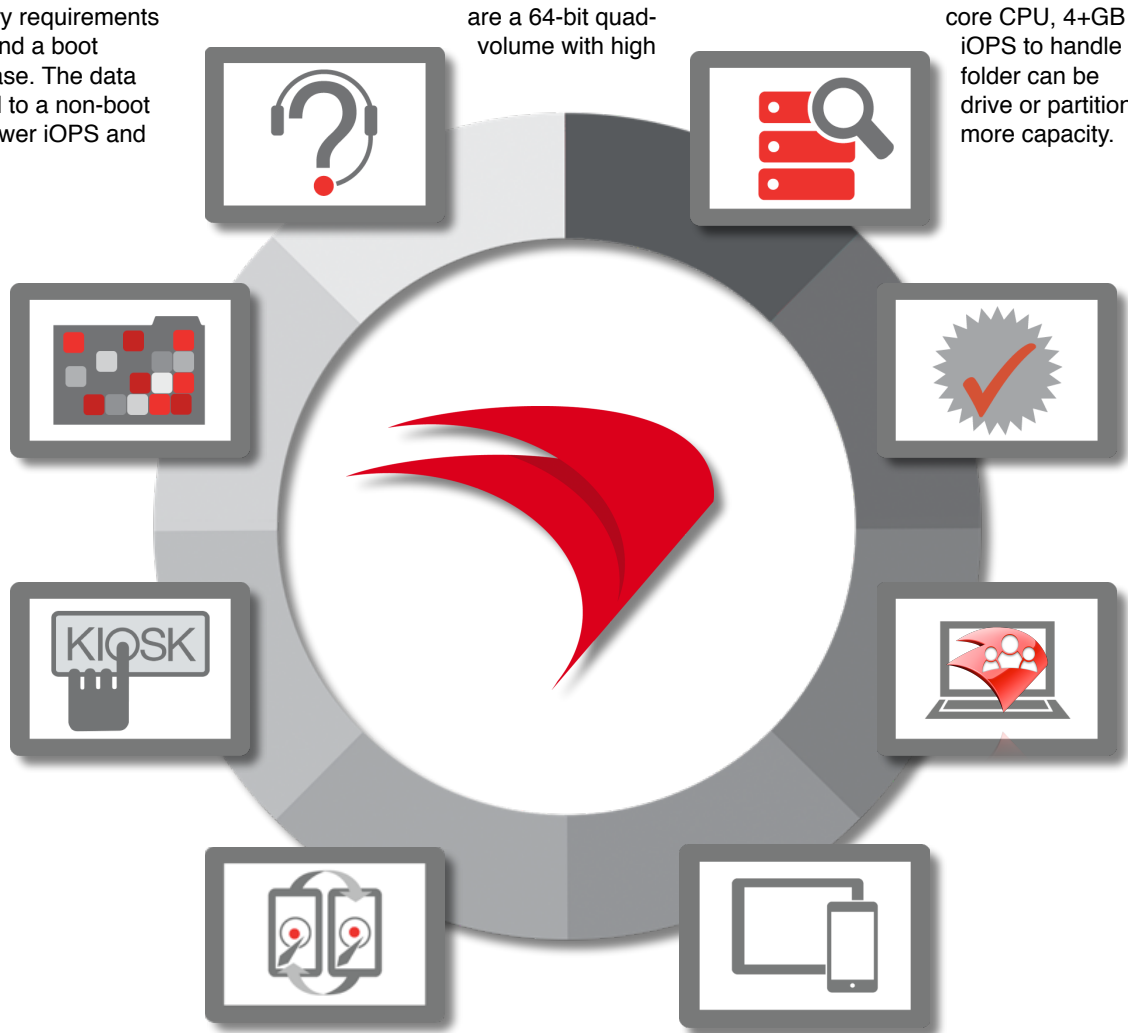 y requirements are a 64-bit quad- core CPU, 4+GB
nd a boot volume with high iOPS to handle
ase. The data folder can be
to a non-boot drive or partition
wer iOPS and more capacity.
KIOSK